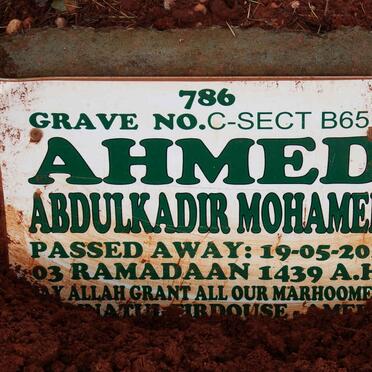 786
GRAVE NO.C-SECT B65
AHMED
ABDULKADIR MOHAME
PASSED AWAY: 19-05-20
03 RAMADAAN 1439 A.H
ALLAH GRANT ALL OUR MARHOOME